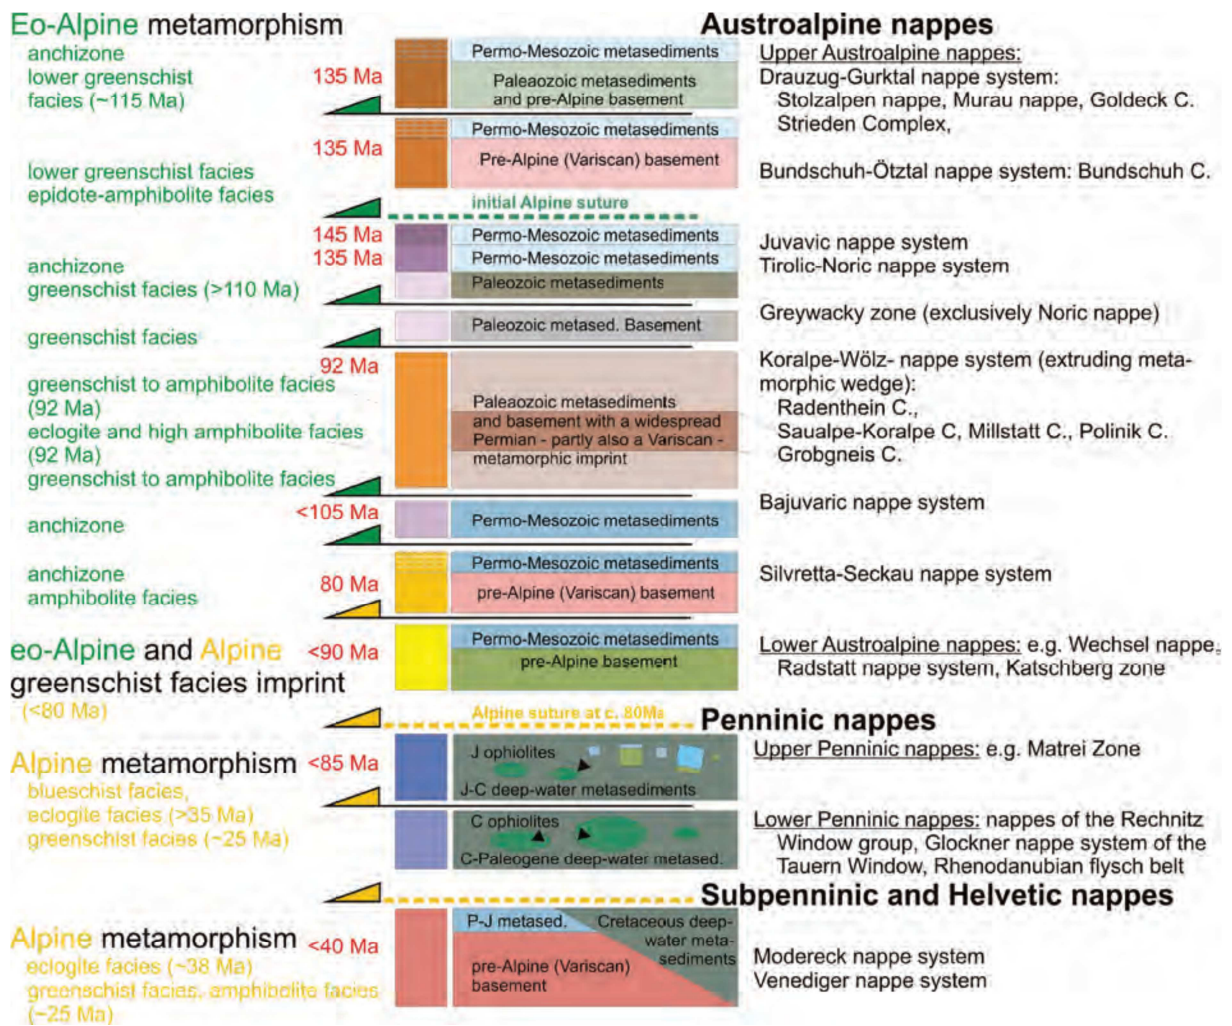 Eo-Alpine metamorphism
Austroalpine nappes
anchizone
lower greenschist
facies (~115 Ma)
135 Ma
Permo-Mesozoic metasediments
Paleaozoic metasediments
and pre-Alpine basement
Upper Austroalpine nappes:
Drauzug-Gurktal nappe system:
Stolzalpen nappe, Murau nappe, Goldeck C.
Strieden Complex,
135 Ma
Permo-Mesozoic metasediments
Pre-Alpine (Variscan) basement
lower greenschist facies
epidote-amphibolite facies
Bundschuh-Ötztal nappe system: Bundschuh C.
initial Alpine suture
145 Ma
135 Ma
Permo-Mesozoic metasediments
Permo-Mesozoic metasediments
Paleozoic metasediments
anchizone
greenschist facies (>110 Ma)
Juvavic nappe system
Tirolic-Noric nappe system
greenschist facies
Paleozoic metased. Basement
Greywacky zone (exclusively Noric nappe)
92 Ma
greenschist to amphibolite facies
(92 Ma)
eclogite and high amphibolite facies
(92 Ma)
greenschist to amphibolite facies
Paleaozoic metasediments
and basement with a widespread
Permian - partly also a Variscan -
metamorphic imprint
Koralpe-Wölz- nappe system (extruding meta-
morphic wedge):
Radenthein C.,
Saualpe-Koralpe C, Millstatt C., Polinik C.
Grobgneis C.
<105 Ma
anchizone
Permo-Mesozoic metasediments
Bajuvaric nappe system
anchizone
amphibolite facies
80 Ma
Permo-Mesozoic metasediments
pre-Alpine (Variscan) basement
Silvretta-Seckau nappe system
eo-Alpine and Alpine
greenschist facies imprint
(<80 Ma)
<90 Ma
Permo-Mesozoic metasediments
pre-Alpine basement
Lower Austroalpine nappes: e.g. Wechsel nappe,
Radstatt nappe system, Katschberg zone
Alpine suture at c. 80Ma
Penninic nappes
Alpine metamorphism
blueschist facies,
eclogite facies (>35 Ma)
greenschist facies (~25 Ma)
<85 Ma
J ophiolites
J-C deep-water metasediments
Upper Penninic nappes: e.g. Matrei Zone
C ophiolites
C-Paleogene deep-water metased.
Lower Penninic nappes: nappes of the Rechnitz
Window group, Glockner nappe system of the
Tauern Window, Rhenodanubian flysch belt
Subpenninic and Helvetic nappes
Alpine metamorphism
eclogite facies (~38 Ma)
greenschist facies, amphibolite facies
(~25 Ma)
<40 Ma
P-J metased.
Cretaceous deep-
water meta-
sediments
pre-Alpine (Variscan)
basement
Modereck nappe system
Venediger nappe system